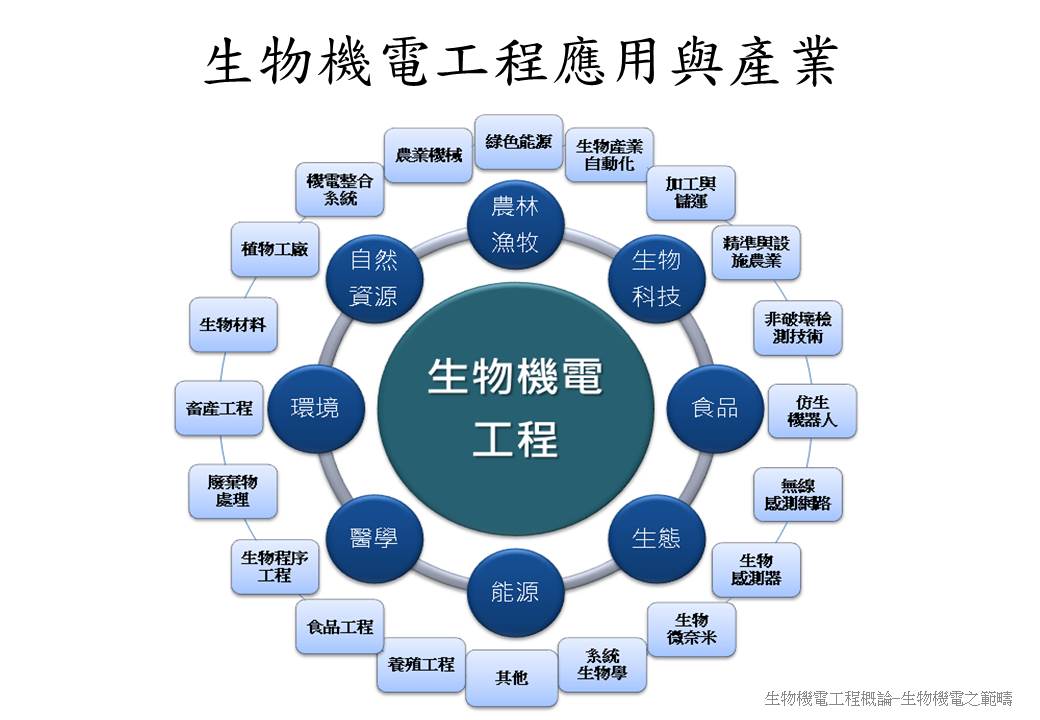 生物機電工程應用與產業
綠色能源
生物產業
自動化
加工與
儲運
精準與設
施農業
非破壞檢
測技術
仿生
機器人
無線
感測網路
生物
感測器
生物
微奈米
系統
生物學
其他
養殖工程
食品工程
生物程序
工程
廢棄物
處理
畜產工程
生物材料
植物工廠
機電整合
系統
農業機械
農林
漁牧
生物
科技
食品
生態
能源
醫學
環境
自然
資源
生物機電
工程
生物機電工程概論-生物機電之範疇